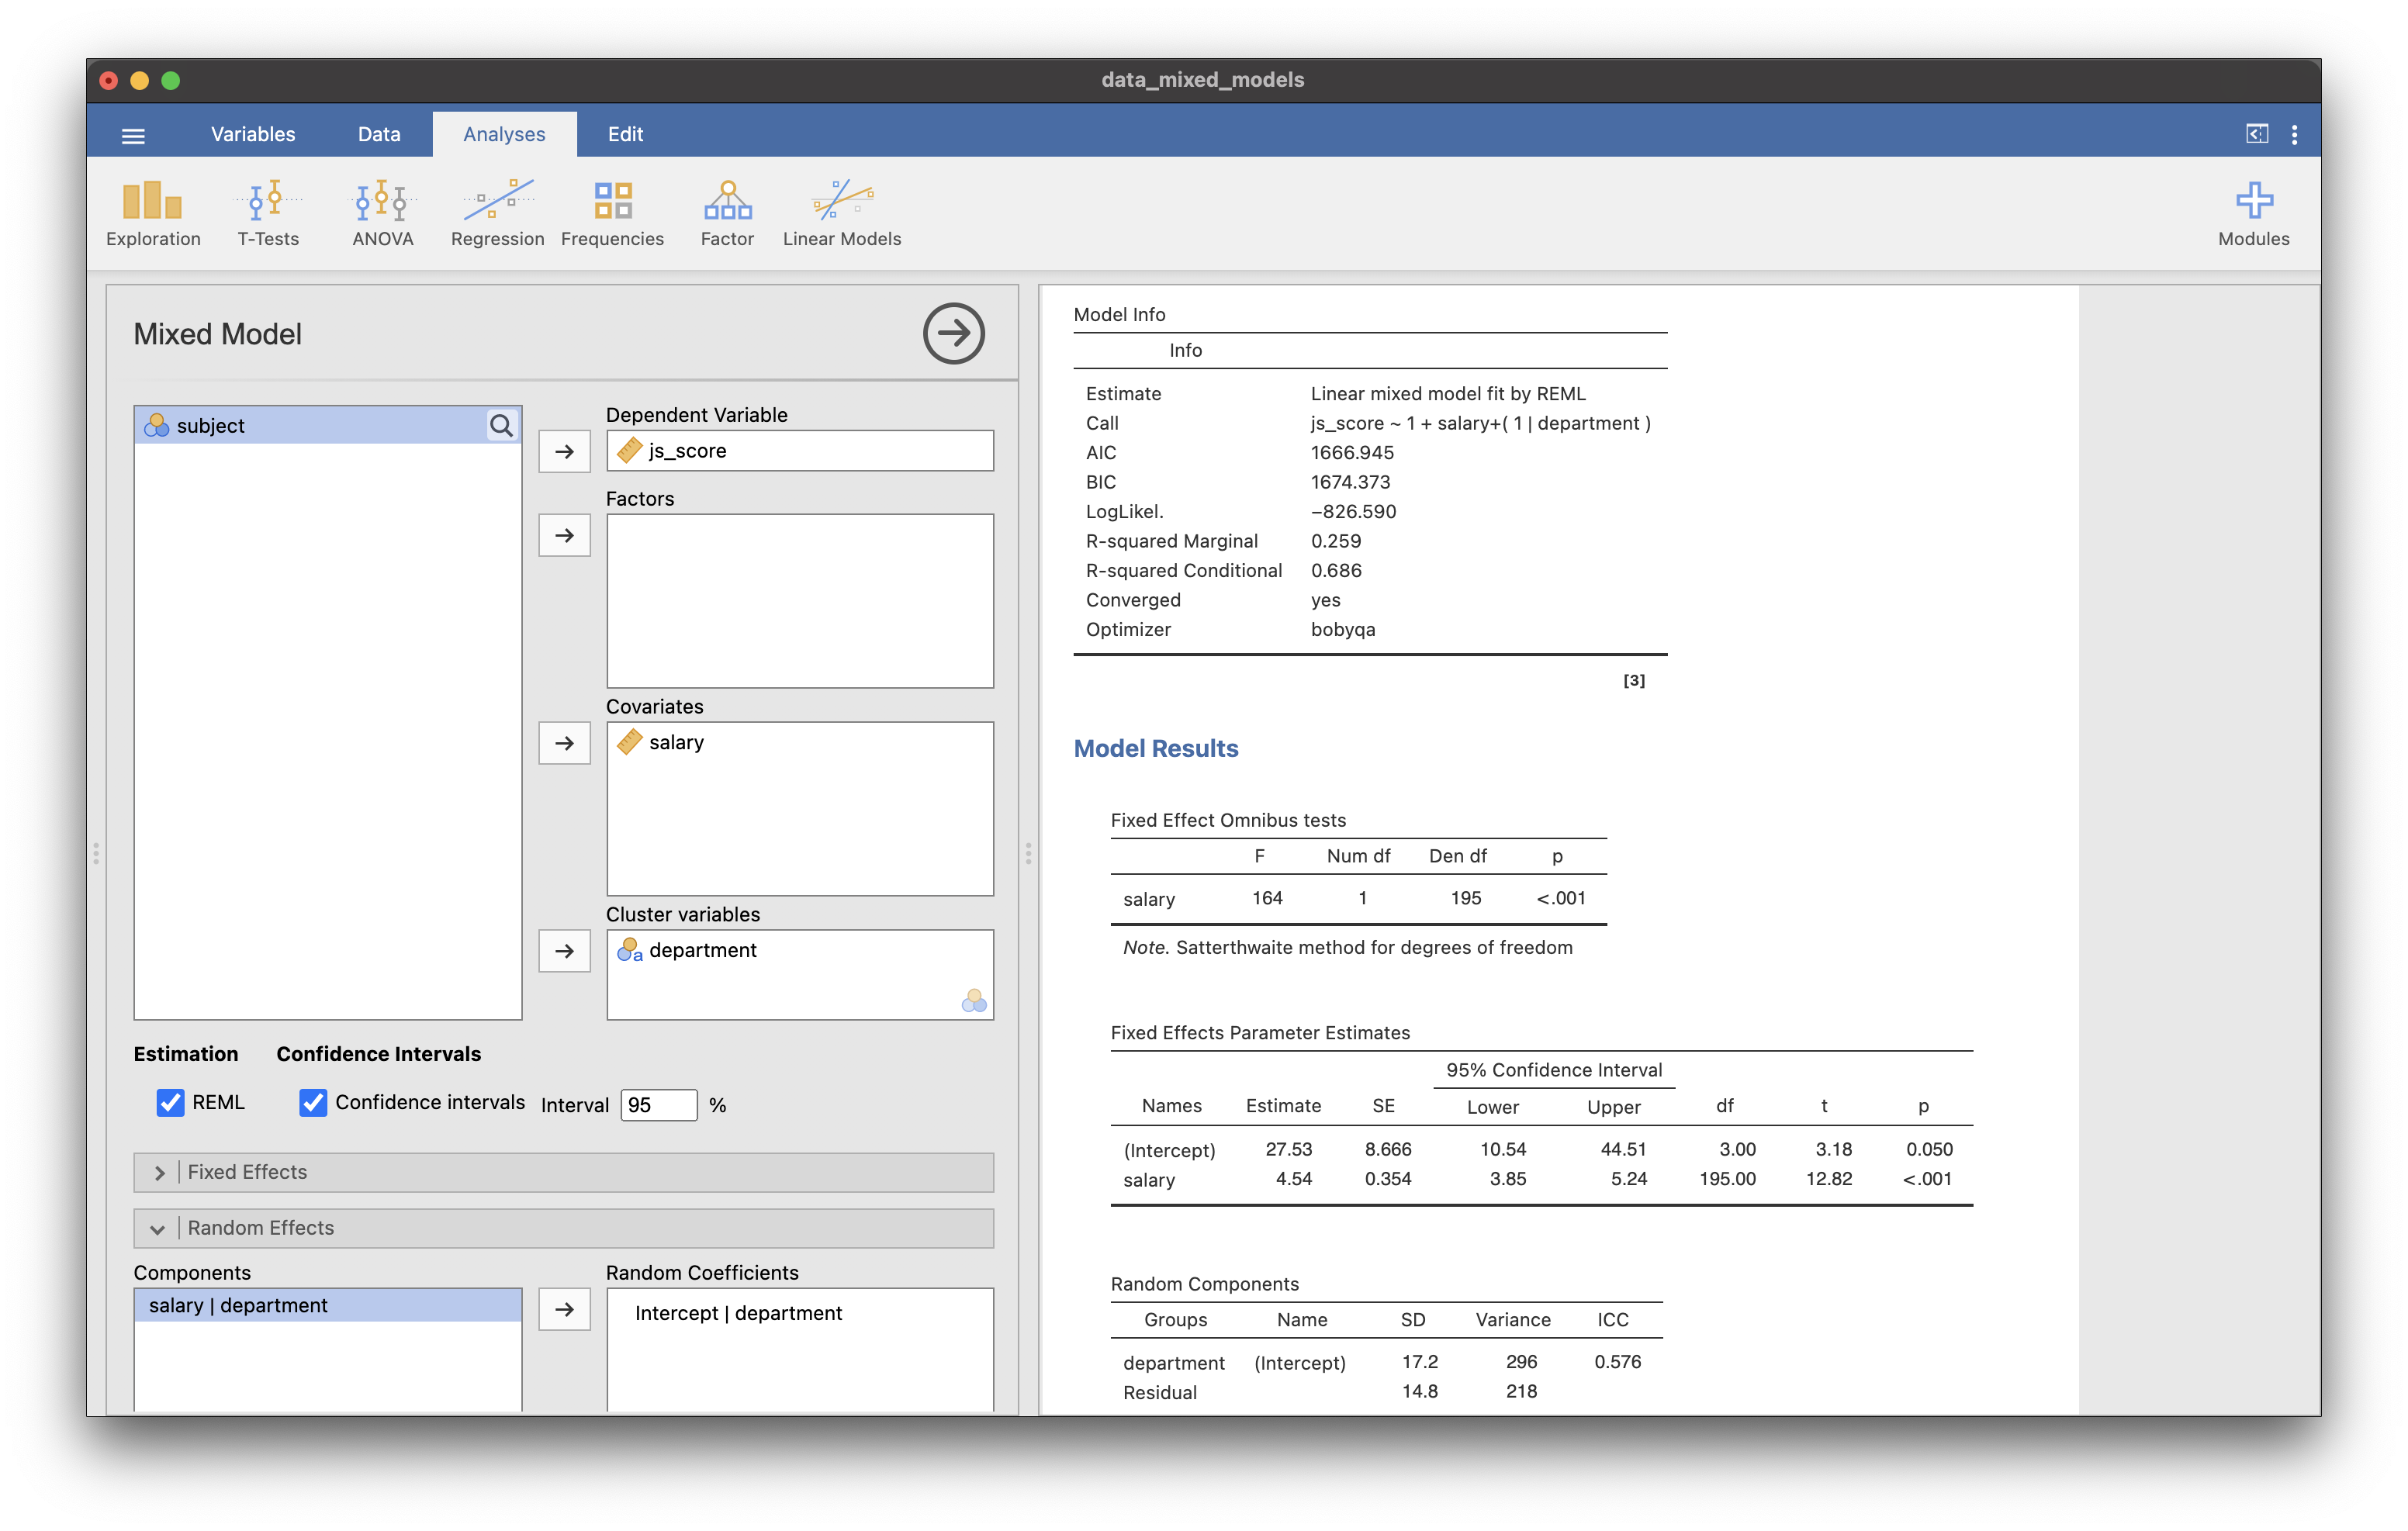 data_mixed_models
Variables Data Analyses Edit
Exploration T-Tests ANOVA Regression Frequencies Factor Linear Models Modules
Mixed Model
subject
Dependent Variable
js_score
Factors
Covariates
salary
Cluster variables
a department
Estimation Confidence Intervals
REML Confidence intervals Interval 95 %
Fixed Effects
Random Effects
Components Random Coefficients
salary | department
Intercept | department
Model Info
Info
Estimate Linear mixed model fit by REML
Call js_score ~ 1 + salary+( 1 | department )
AIC 1666.945
BIC 1674.373
LogLikel. −826.590
R-squared Marginal 0.259
R-squared Conditional 0.686
Converged yes
Optimizer bobyqa
[3]
Model Results
Fixed Effect Omnibus tests
F Num df Den df p
salary 164 1 195 <.001
Note. Satterthwaite method for degrees of freedom
Fixed Effects Parameter Estimates
95% Confidence Interval
Names Estimate SE Lower Upper df t p
(Intercept) 27.53 8.666 10.54 44.51 3.00 3.18 0.050
salary 4.54 0.354 3.85 5.24 195.00 12.82 <.001
Random Components
Groups Name SD Variance ICC
department (Intercept) 17.2 296 0.576
Residual 14.8 218